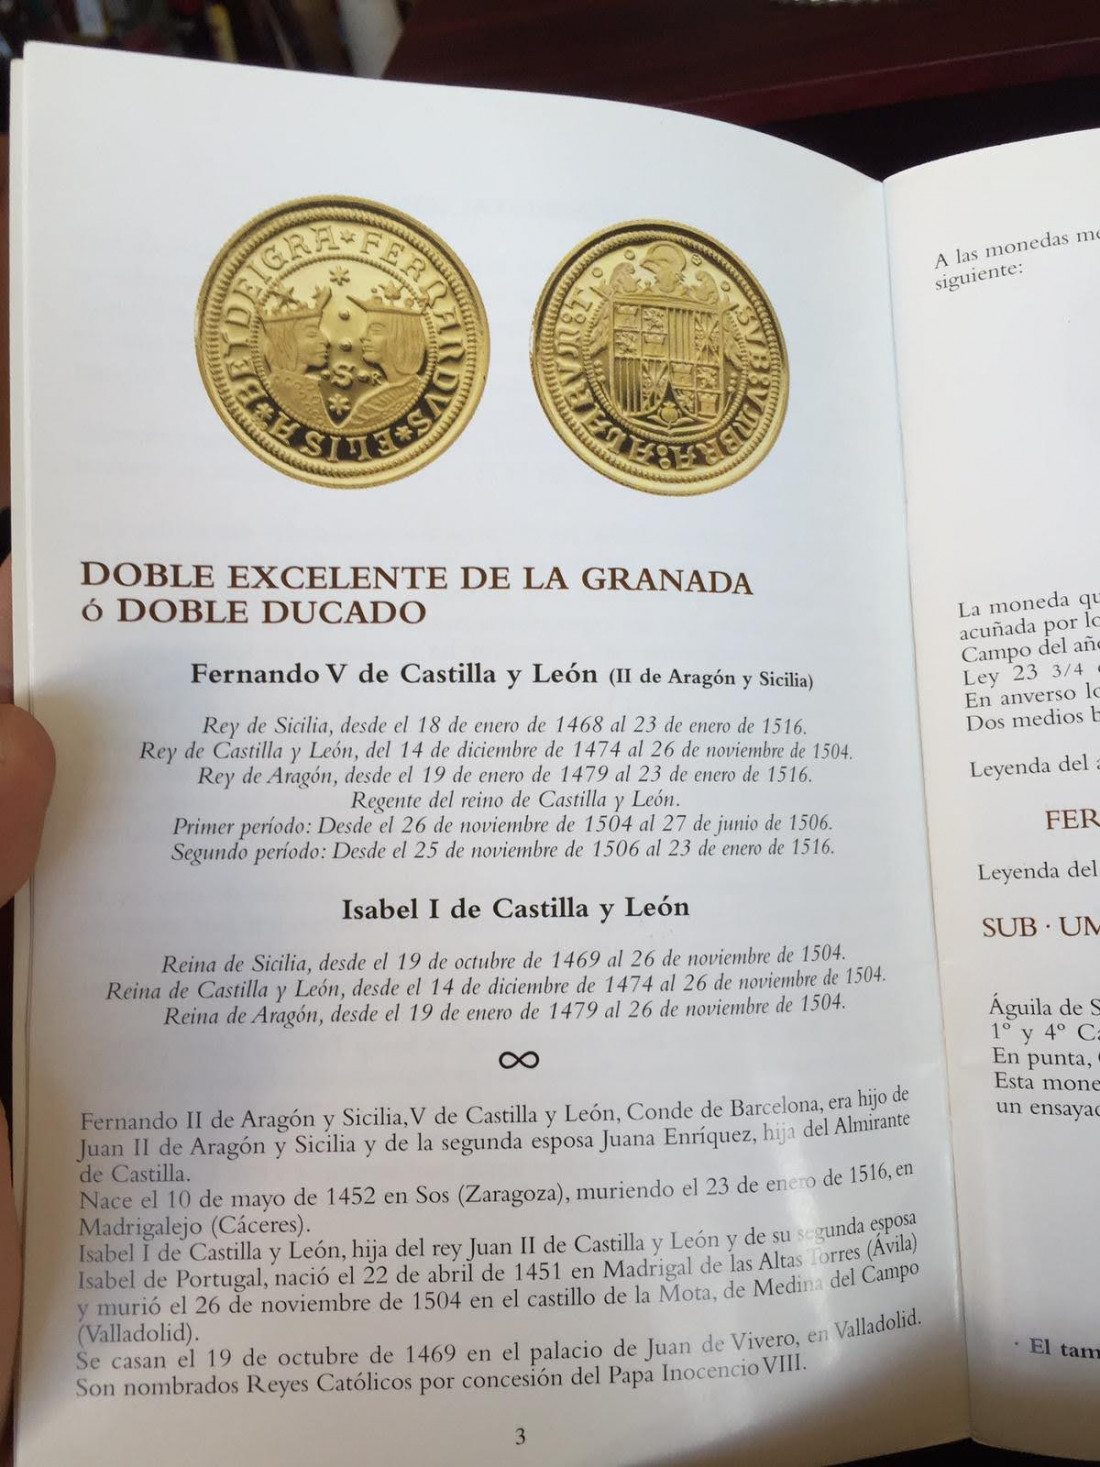 FERNANDVS ELISABET DEI GRA
SVB UMBRA ALARVM T
S
R
DOBLE EXCELENTE DE LA GRANADA
ó DOBLE DUCADO
Fernando V de Castilla y León (II de Aragón y Sicilia)
Rey de Sicilia, desde el 18 de enero de 1468 al 23 de enero de 1516.
Rey de Castilla y León, del 14 de diciembre de 1474 al 26 de noviembre de 1504.
Rey de Aragón, desde el 19 de enero de 1479 al 23 de enero de 1516.
Regente del reino de Castilla y León.
Primer período: Desde el 26 de noviembre de 1504 al 27 de junio de 1506.
Segundo período: Desde el 25 de noviembre de 1506 al 23 de enero de 1516.
Isabel I de Castilla y León
Reina de Sicilia, desde el 19 de octubre de 1469 al 26 de noviembre de 1504.
Reina de Castilla y León, desde el 14 de diciembre de 1474 al 26 de noviembre de 1504.
Reina de Aragón, desde el 19 de enero de 1479 al 26 de noviembre de 1504.
Fernando II de Aragón y Sicilia, V de Castilla y León, Conde de Barcelona, era hijo de
Juan II de Aragón y Sicilia y de la segunda esposa Juana Enríquez, hija del Almirante
de Castilla.
Nace el 10 de mayo de 1452 en Sos (Zaragoza), muriendo el 23 de enero de 1516, en
Madrigalejo (Cáceres).
Isabel I de Castilla y León, hija del rey Juan II de Castilla y León y de su segunda esposa
Isabel de Portugal, nació el 22 de abril de 1451 en Madrigal de las Altas Torres (Ávila)
y murió el 26 de noviembre de 1504 en el castillo de la Mota, de Medina del Campo
(Valladolid).
Se casan el 19 de octubre de 1469 en el palacio de Juan de Vivero, en Valladolid.
Son nombrados Reyes Católicos por concesión del Papa Inocencio VIII.
3
A las monedas
siguiente:
La moneda
acuñada por
Campo del
Ley 23 3/4
En anverso
Dos medios
Leyenda del
FER
Leyenda del
SUB · UM
Águila de S
1º y 4º
En punta,
Esta
un
· El